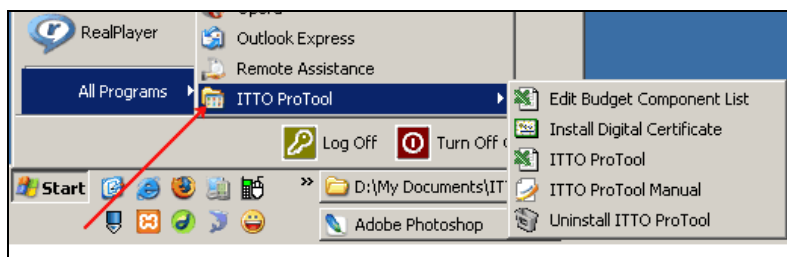 Opera
RealPlayer
Outlook Express
Remote Assistance
All Programs
ITTO ProTool
Edit Budget Component List
Install Digital Certificate
ITTO ProTool
ITTO ProTool Manual
Uninstall ITTO ProTool
Log Off
Turn Off
Start
»
D:\My Documents\IT
Adobe Photoshop